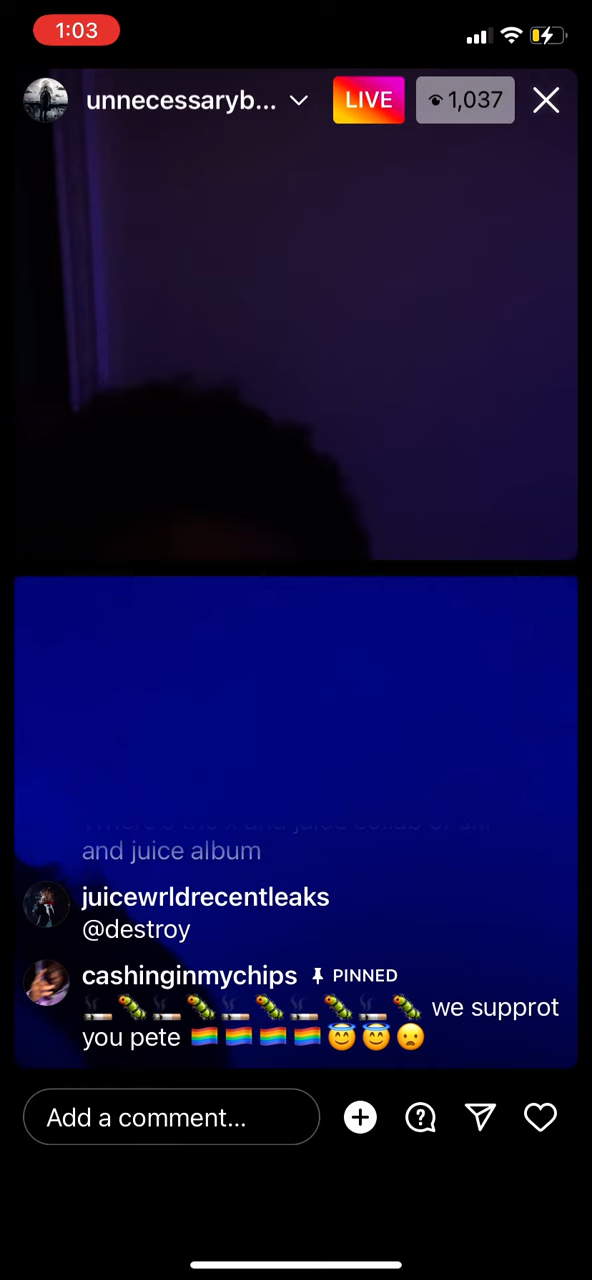 1:03
unnecessaryb...
LIVE
1,037
and juice album
juicewrldrecentleaks
@destroy
cashinginmychips PINNED
🚬🐛🚬🐛🚬🐛🚬🐛🚬🐛 we supprot
you pete 🏳️‍🌈🏳️‍🌈🏳️‍🌈🏳️‍🌈😇😇😦
Add a comment...